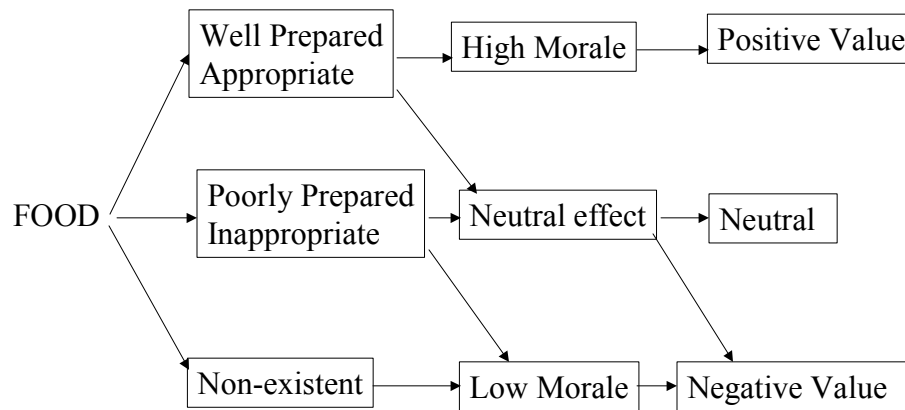 Well Prepared
Appropriate
High Morale
Positive Value
FOOD
Poorly Prepared
Inappropriate
Neutral effect
Neutral
Non-existent
Low Morale
Negative Value